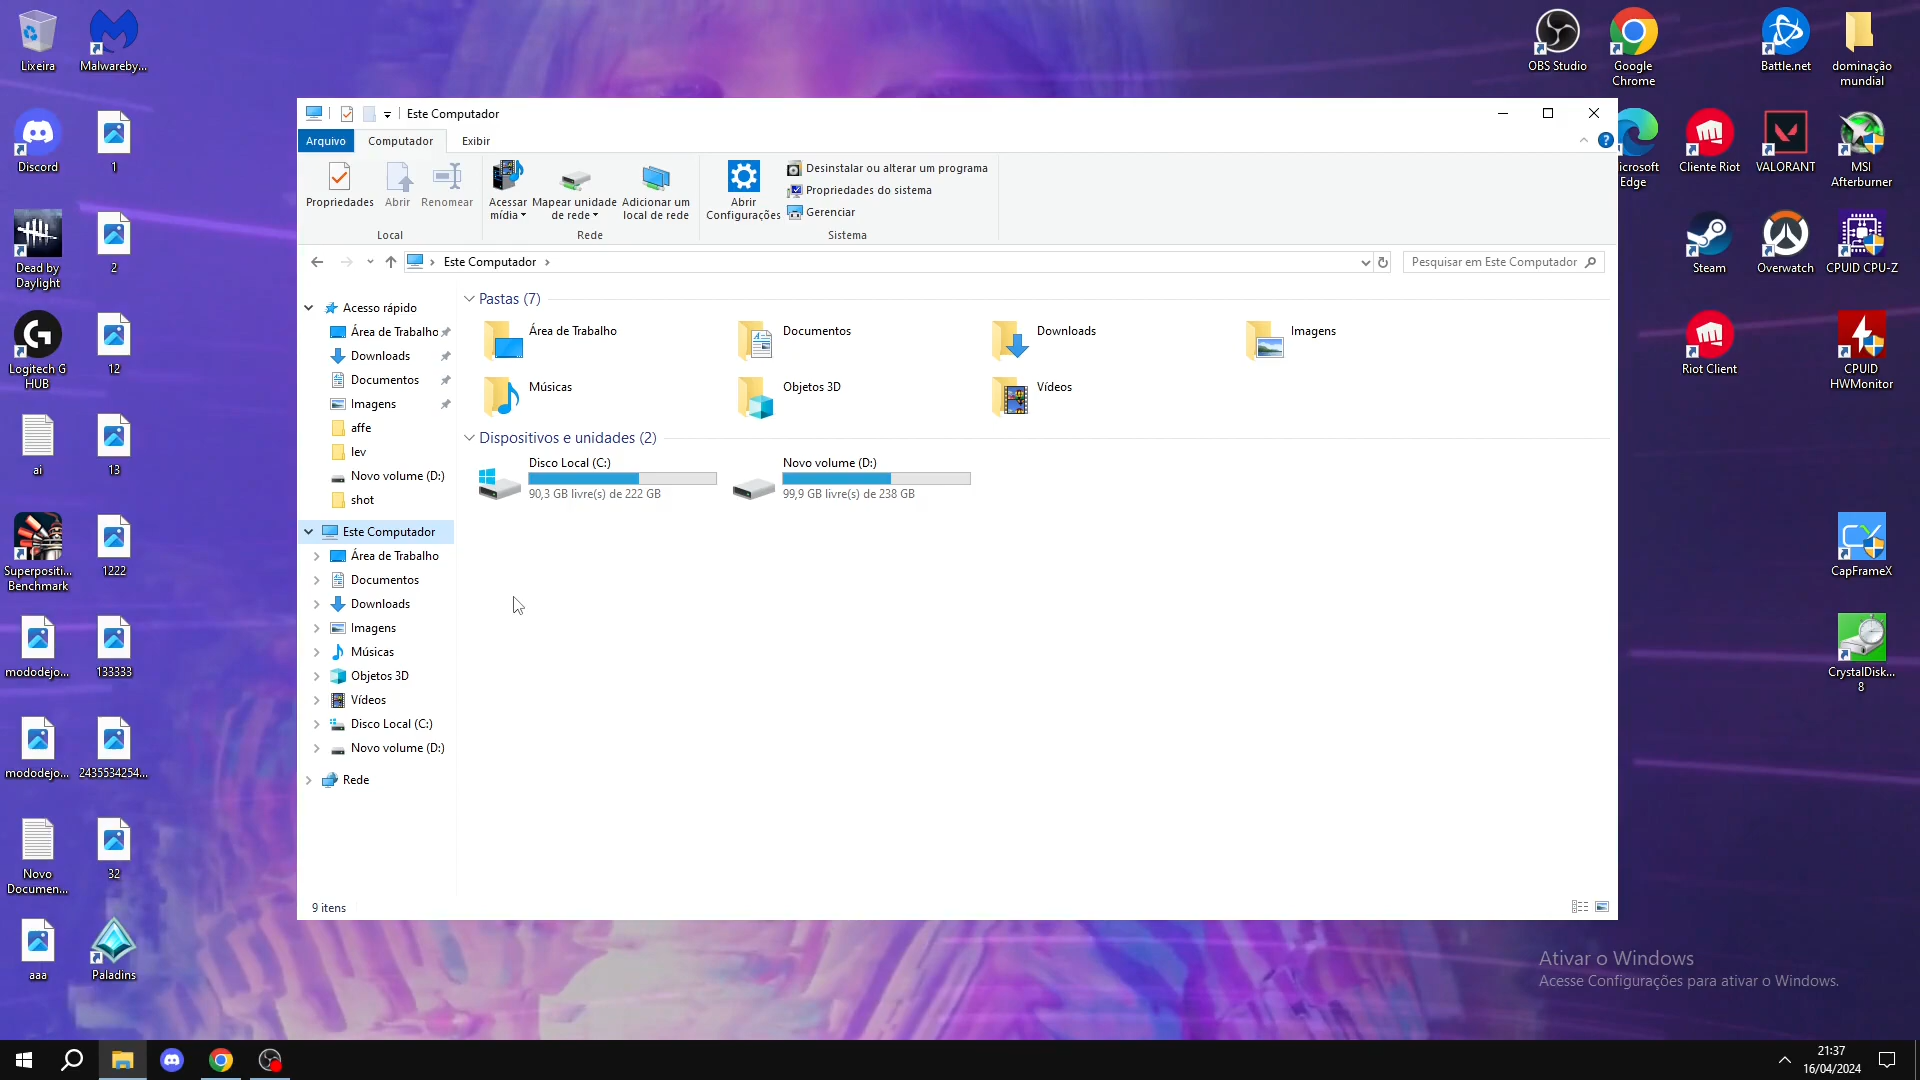 Lixeira
Malwareby...
Discord
1
Dead by
Daylight
2
Logitech G
HUB
12
ai
13
Superpositi...
Benchmark
1222
mododejo...
133333
mododejo...
2435534254...
Novo
Documen...
32
aaa
Paladins
Este Computador
Arquivo
Computador
Exibir
Propriedades
Abrir
Renomear
Local
Acessar
mídia
Mapear unidade
de rede
Adicionar um
local de rede
Rede
Abrir
Configurações
Desinstalar ou alterar um programa
Propriedades do sistema
Gerenciar
Sistema
Este Computador
Pesquisar em Este Computador
Acesso rápido
Área de Trabalho
Downloads
Documentos
Imagens
affe
lev
Novo volume (D:)
shot
Este Computador
Área de Trabalho
Documentos
Downloads
Imagens
Músicas
Objetos 3D
Vídeos
Disco Local (C:)
Novo volume (D:)
Rede
Pastas (7)
Área de Trabalho
Documentos
Downloads
Imagens
Músicas
Objetos 3D
Vídeos
Dispositivos e unidades (2)
Disco Local (C:)
90,3 GB livre(s) de 222 GB
Novo volume (D:)
99,9 GB livre(s) de 238 GB
9 itens
OBS Studio
Google
Chrome
Battle.net
dominação
mundial
icrosoft
Edge
Cliente Riot
VALORANT
MSI
Afterburner
Steam
Overwatch
CPUID CPU-Z
Riot Client
CPUID
HWMonitor
CapFrameX
CrystalDisk...
8
Ativar o Windows
Acesse Configurações para ativar o Windows.
21:37
16/04/2024